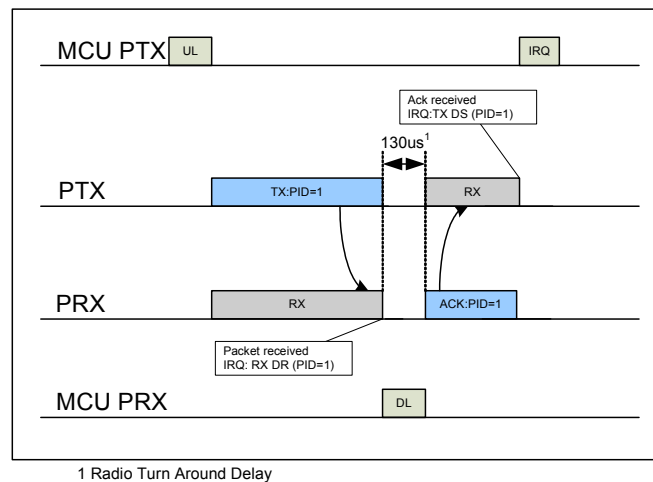 MCU PTX
UL
IRQ
Ack received
IRQ:TX DS (PID=1)
130us1
PTX
TX:PID=1
RX
PRX
RX
ACK:PID=1
Packet received
IRQ: RX DR (PID=1)
MCU PRX
DL
1 Radio Turn Around Delay